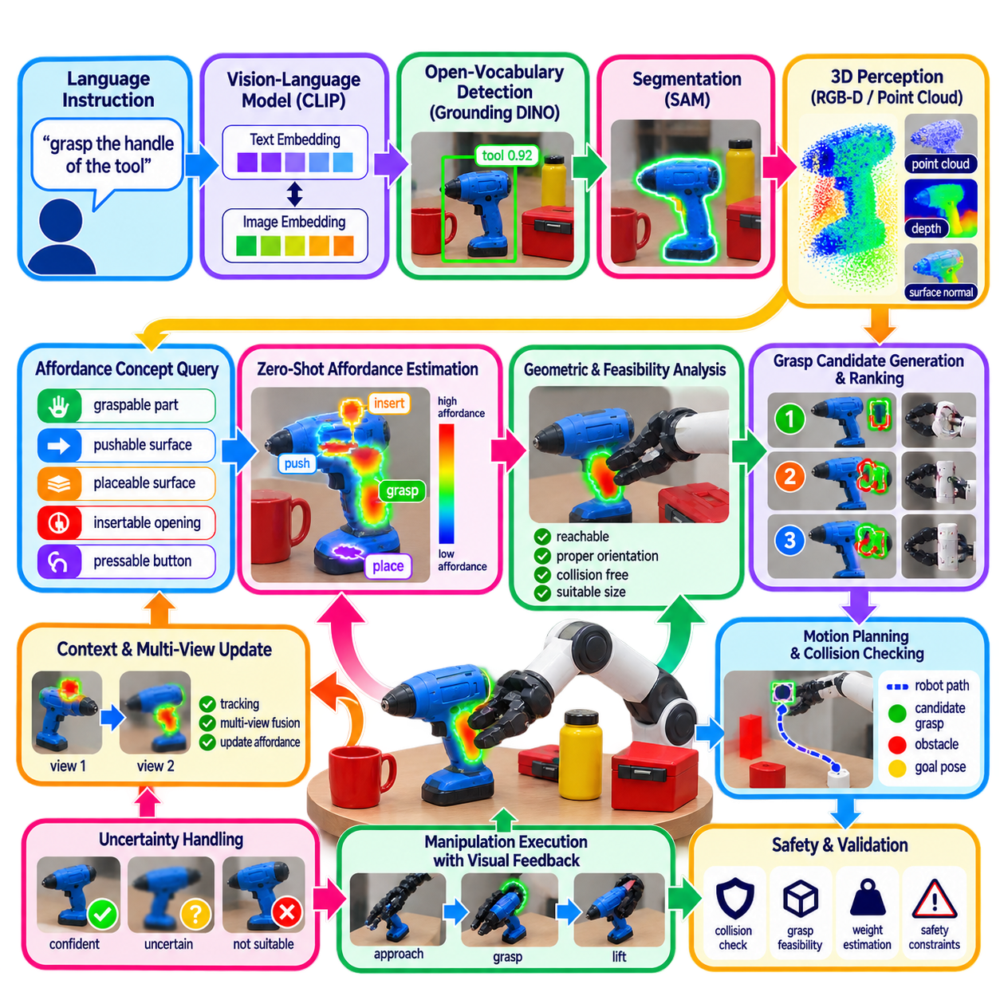 Language
Instruction
“grasp the handle
of the tool”
Vision-Language
Model (CLIP)
Text Embedding
Image Embedding
Open-Vocabulary
Detection
(Grounding DINO)
tool 0.92
Segmentation
(SAM)
3D Perception
(RGB-D / Point Cloud)
point cloud
depth
surface normal
Affordance Concept Query
graspable part
pushable surface
placeable surface
insertable opening
pressable button
Zero-Shot Affordance Estimation
insert
push
grasp
place
high
affordance
low
affordance
Geometric & Feasibility Analysis
reachable
proper orientation
collision free
suitable size
Grasp Candidate Generation
& Ranking
1
2
3
Context & Multi-View Update
view 1
view 2
tracking
multi-view fusion
update affordance
Motion Planning
& Collision Checking
robot path
candidate
grasp
obstacle
goal pose
Uncertainty Handling
confident
?
uncertain
not suitable
Manipulation Execution
with Visual Feedback
approach
grasp
lift
Safety & Validation
collision
check
grasp
feasibility
weight
estimation
safety
constraints